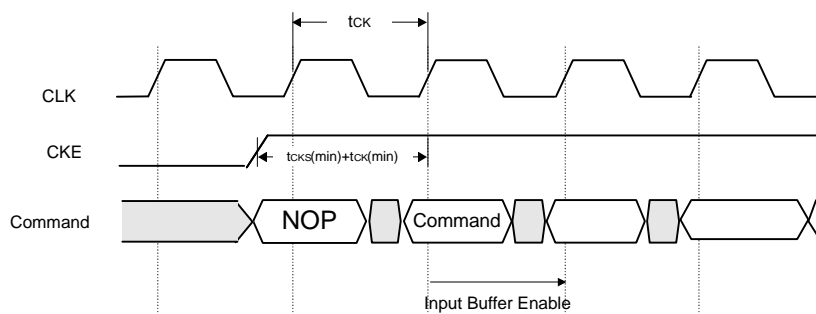 tCK
CLK
CKE
tCKS(min)+tCK(min)
Command
NOP
Command
Input Buffer Enable